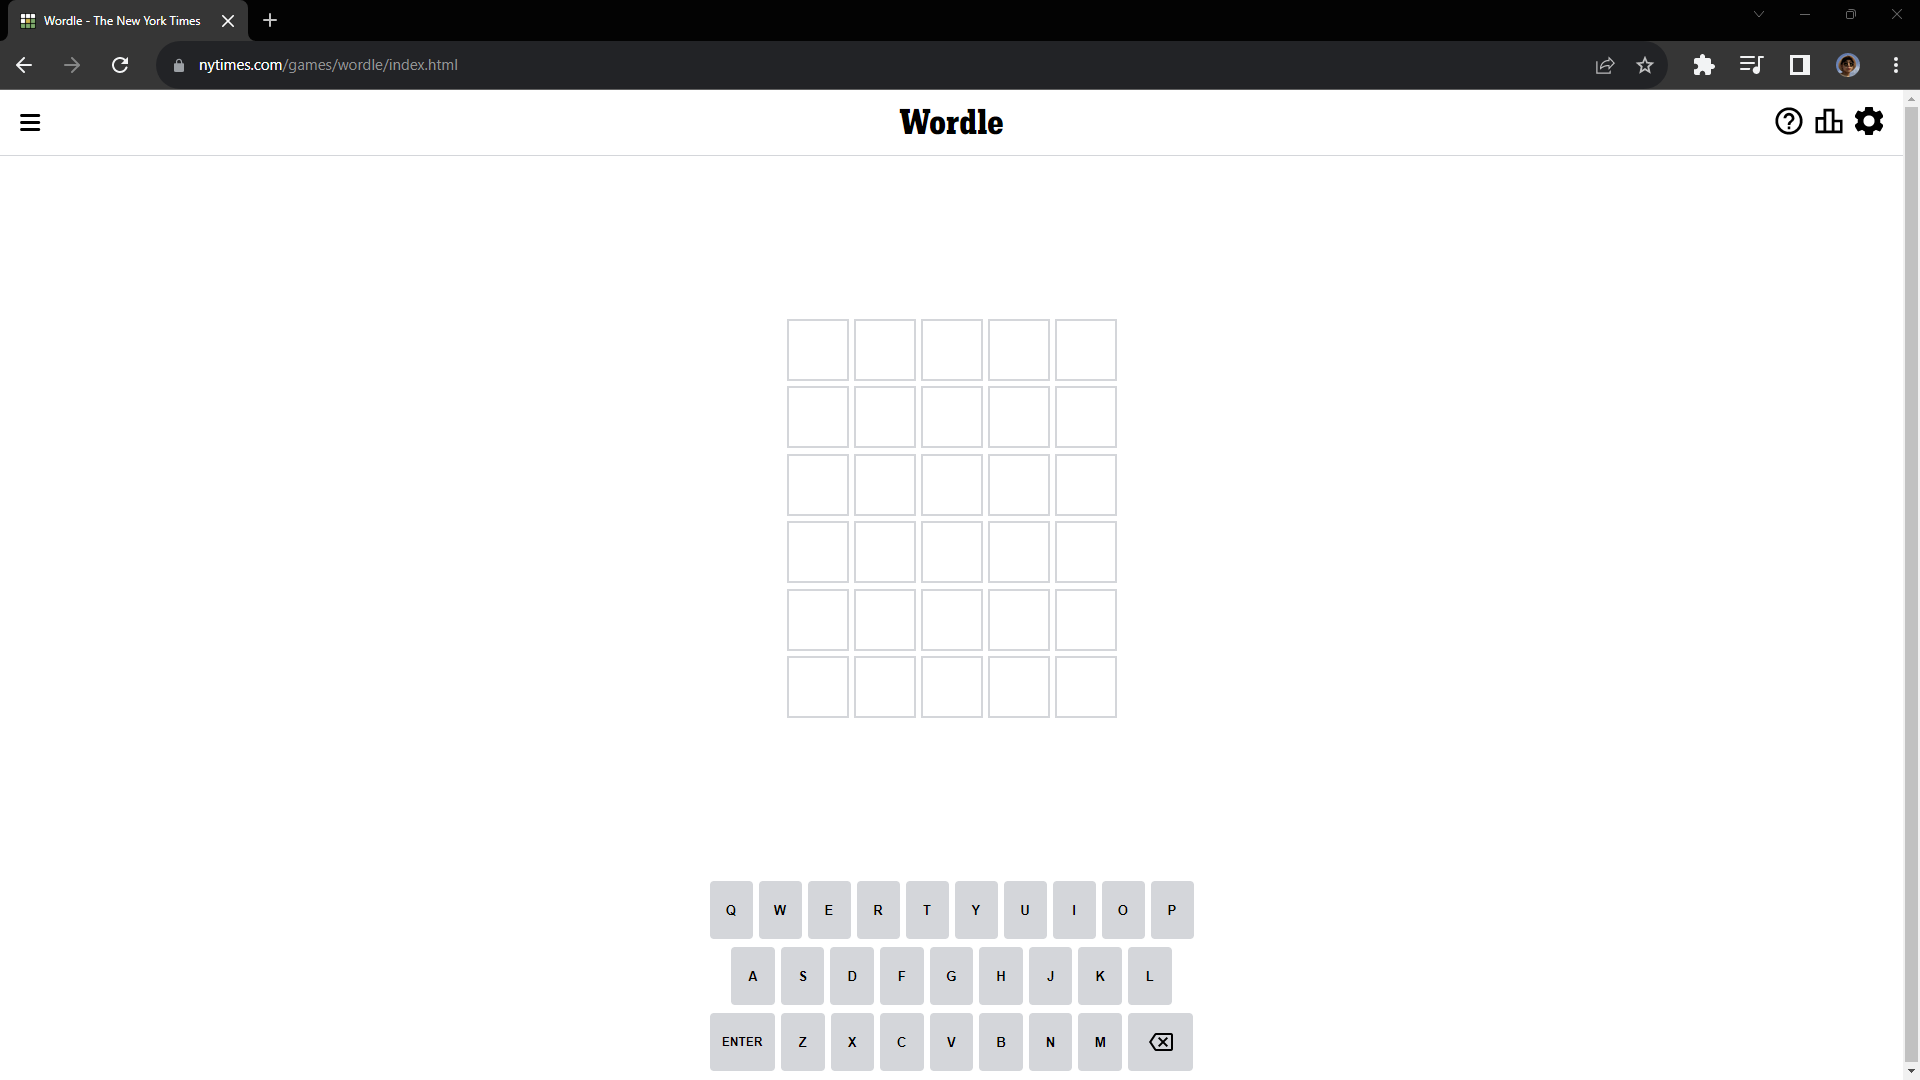 Wordle - The New York Times
nytimes.com/games/wordle/index.html
Wordle
Q W E R T Y U I O P
A S D F G H J K L
ENTER Z X C V B N M